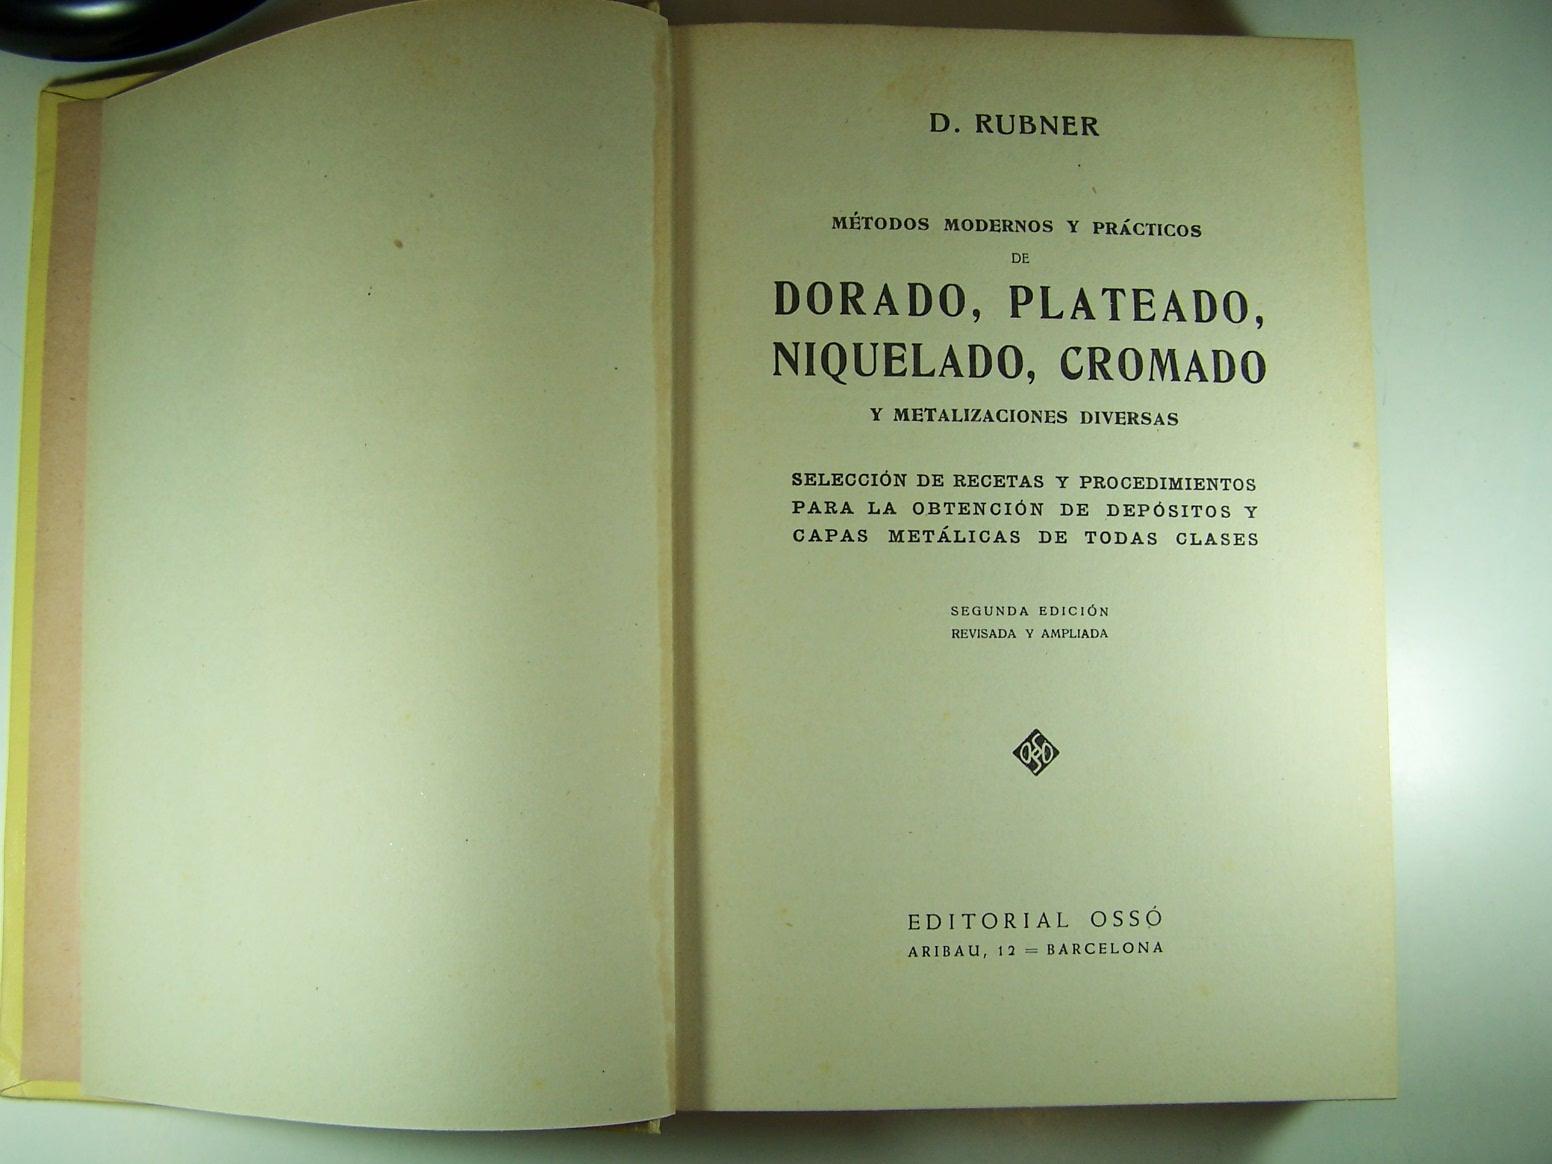 D. RUBNER
MÉTODOS MODERNOS Y PRÁCTICOS
DE
DORADO, PLATEADO,
NIQUELADO, CROMADO
Y METALIZACIONES DIVERSAS
SELECCIÓN DE RECETAS Y PROCEDIMIENTOS
PARA LA OBTENCIÓN DE DEPÓSITOS Y
CAPAS METÁLICAS DE TODAS CLASES
SEGUNDA EDICIÓN
REVISADA Y AMPLIADA
OSSÓ
EDITORIAL OSSÓ
ARIBAU, 12 = BARCELONA